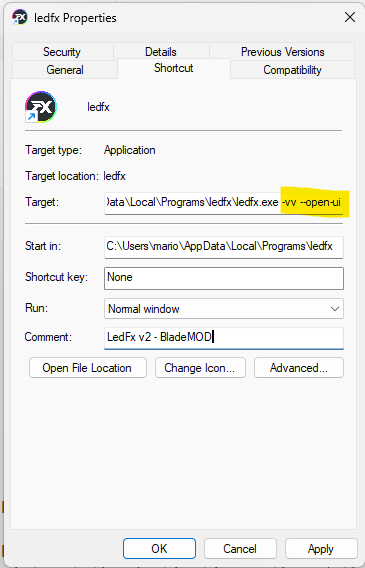 ledfx Properties
Security Details Previous Versions
General Shortcut Compatibility
ledfx
Target type: Application
Target location: ledfx
Target: Data\Local\Programs\ledfx\ledfx.exe -vv --open-ui
Start in: C:\Users\mario\AppData\Local\Programs\ledfx
Shortcut key: None
Run: Normal window
Comment: LedFx v2 - BladeMOD
Open File Location Change Icon... Advanced...
OK Cancel Apply